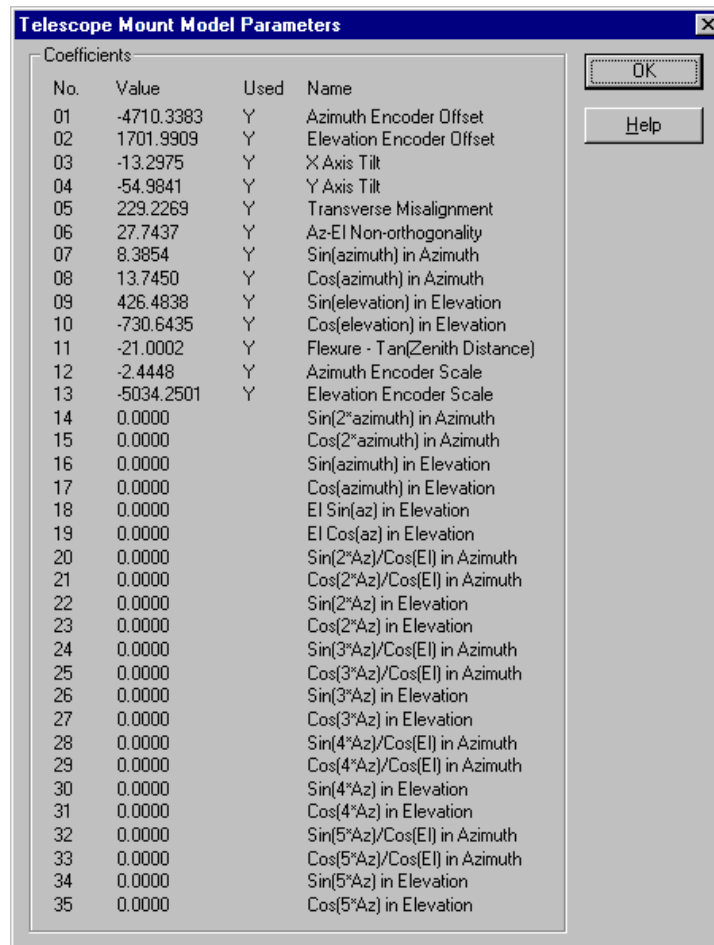 Telescope Mount Model Parameters
Coefficients
OK
Help
No. Value Used Name
01 -4710.3383 Y Azimuth Encoder Offset
02 1701.9909 Y Elevation Encoder Offset
03 -13.2975 Y X Axis Tilt
04 -54.9841 Y Y Axis Tilt
05 229.2269 Y Transverse Misalignment
06 27.7437 Y Az-El Non-orthogonality
07 8.3854 Y Sin(azimuth) in Azimuth
08 13.7450 Y Cos(azimuth) in Azimuth
09 426.4838 Y Sin(elevation) in Elevation
10 -730.6435 Y Cos(elevation) in Elevation
11 -21.0002 Y Flexure - Tan(Zenith Distance)
12 -2.4448 Y Azimuth Encoder Scale
13 -5034.2501 Y Elevation Encoder Scale
14 0.0000 Sin(2*azimuth) in Azimuth
15 0.0000 Cos(2*azimuth) in Azimuth
16 0.0000 Sin(azimuth) in Elevation
17 0.0000 Cos(azimuth) in Elevation
18 0.0000 El Sin(az) in Elevation
19 0.0000 El Cos(az) in Elevation
20 0.0000 Sin(2*Az)/Cos(El) in Azimuth
21 0.0000 Cos(2*Az)/Cos(El) in Azimuth
22 0.0000 Sin(2*Az) in Elevation
23 0.0000 Cos(2*Az) in Elevation
24 0.0000 Sin(3*Az)/Cos(El) in Azimuth
25 0.0000 Cos(3*Az)/Cos(El) in Azimuth
26 0.0000 Sin(3*Az) in Elevation
27 0.0000 Cos(3*Az) in Elevation
28 0.0000 Sin(4*Az)/Cos(El) in Azimuth
29 0.0000 Cos(4*Az)/Cos(El) in Azimuth
30 0.0000 Sin(4*Az) in Elevation
31 0.0000 Cos(4*Az) in Elevation
32 0.0000 Sin(5*Az)/Cos(El) in Azimuth
33 0.0000 Cos(5*Az)/Cos(El) in Azimuth
34 0.0000 Sin(5*Az) in Elevation
35 0.0000 Cos(5*Az) in Elevation